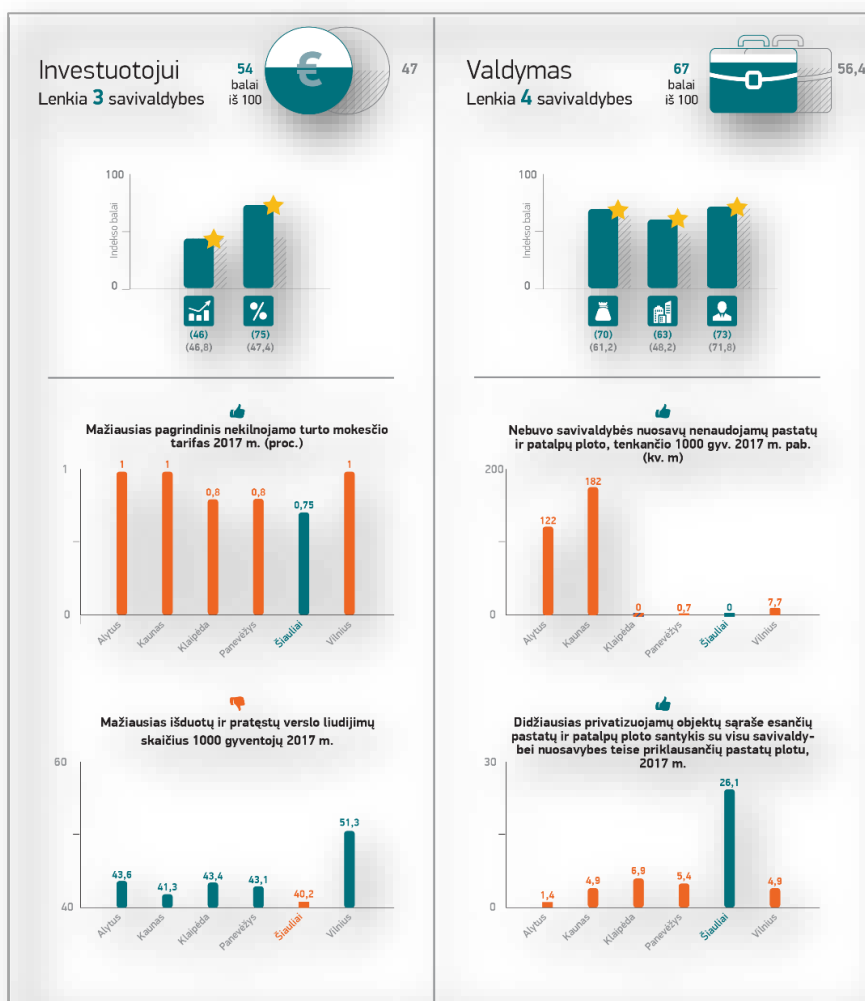 Investuotojui
Lenkia 3 savivaldybes
54
balai
iš 100
€
47
100
Indekso balai
0
%
(46)
(75)
(46,8)
(47,4)
Mažiausias pagrindinis nekilnojamo turto mokesčio
tarifas 2017 m. (proc.)
1
0
1
1
0,8
0,8
0,75
1
Alytus
Kaunas
Klaipėda
Panevėžys
Šiauliai
Vilnius
Mažiausias išduotų ir pratęstų verslo liudijimų
skaičius 1000 gyventojų 2017 m.
60
40
43,6
41,3
43,4
43,1
40,2
51,3
Alytus
Kaunas
Klaipėda
Panevėžys
Šiauliai
Vilnius
Valdymas
Lenkia 4 savivaldybes
67
balai
iš 100
56,4
100
Indekso balai
0
(70)
(63)
(73)
(61,2)
(48,2)
(71,8)
Nebuvo savivaldybės nuosavų nenaudojamų pastatų
ir patalpų ploto, tenkančio 1000 gyv. 2017 m. pab.
(kv. m)
200
0
122
182
0
0,7
0
7,7
Alytus
Kaunas
Klaipėda
Panevėžys
Šiauliai
Vilnius
Didžiausias privatizuojamų objektų sąraše esančių
pastatų ir patalpų ploto santykis su visu savivaldy-
bei nuosavybes teise priklausančių pastatų plotu,
2017 m.
30
0
1,4
4,9
6,9
5,4
26,1
4,9
Alytus
Kaunas
Klaipėda
Panevėžys
Šiauliai
Vilnius